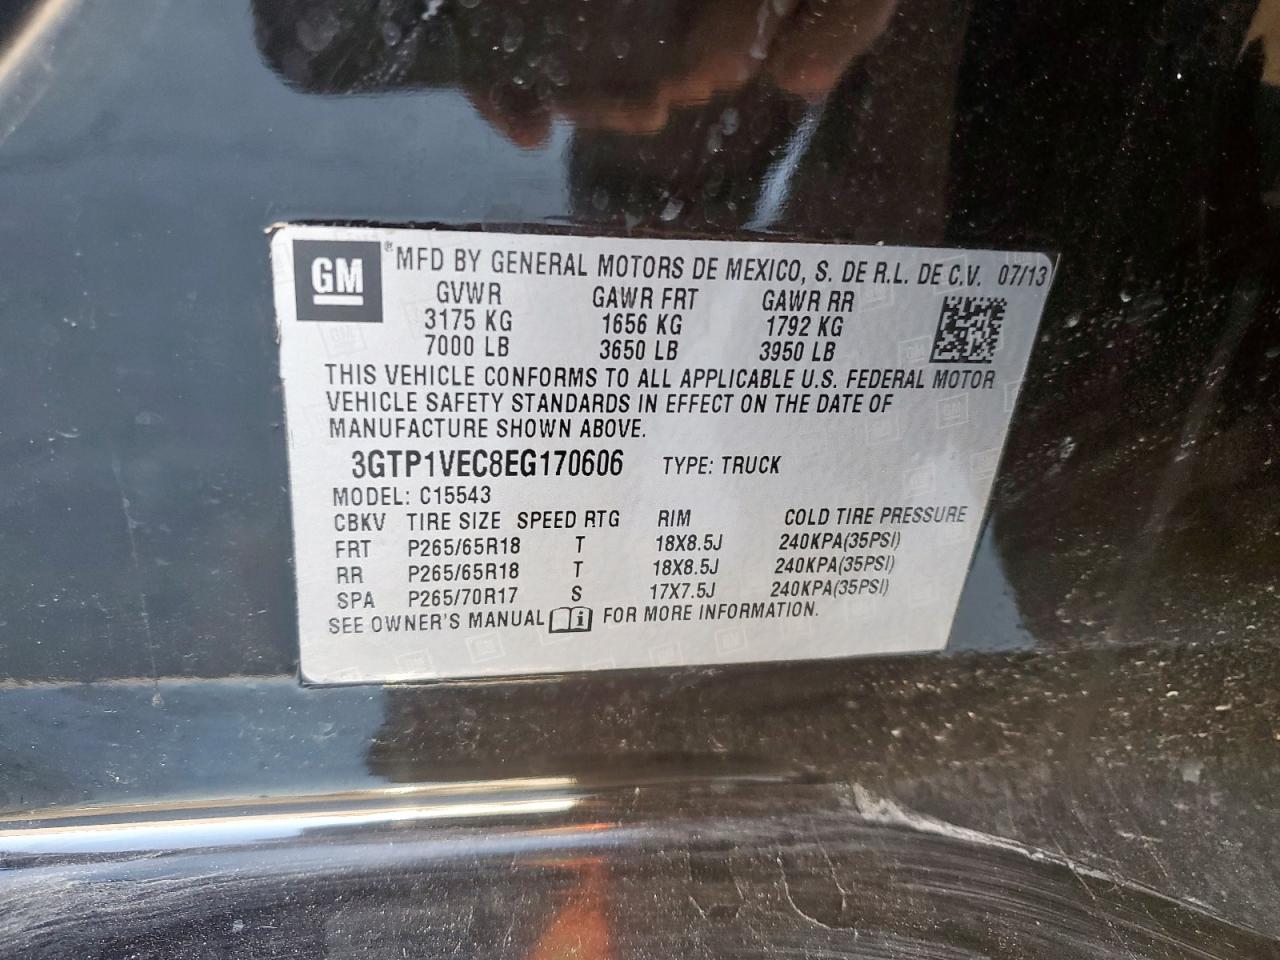 GM ® MFD BY GENERAL MOTORS DE MEXICO, S. DE R.L. DE C.V. 07/13
GVWR GAWR FRT GAWR RR
3175 KG 1656 KG 1792 KG
7000 LB 3650 LB 3950 LB
THIS VEHICLE CONFORMS TO ALL APPLICABLE U.S. FEDERAL MOTOR
VEHICLE SAFETY STANDARDS IN EFFECT ON THE DATE OF
MANUFACTURE SHOWN ABOVE.
3GTP1VEC8EG170606 TYPE: TRUCK
MODEL: C15543
CBKV TIRE SIZE SPEED RTG RIM COLD TIRE PRESSURE
FRT P265/65R18 T 18X8.5J 240KPA(35PSI)
RR P265/65R18 T 18X8.5J 240KPA(35PSI)
SPA P265/70R17 S 17X7.5J 240KPA(35PSI)
SEE OWNER'S MANUAL i FOR MORE INFORMATION.